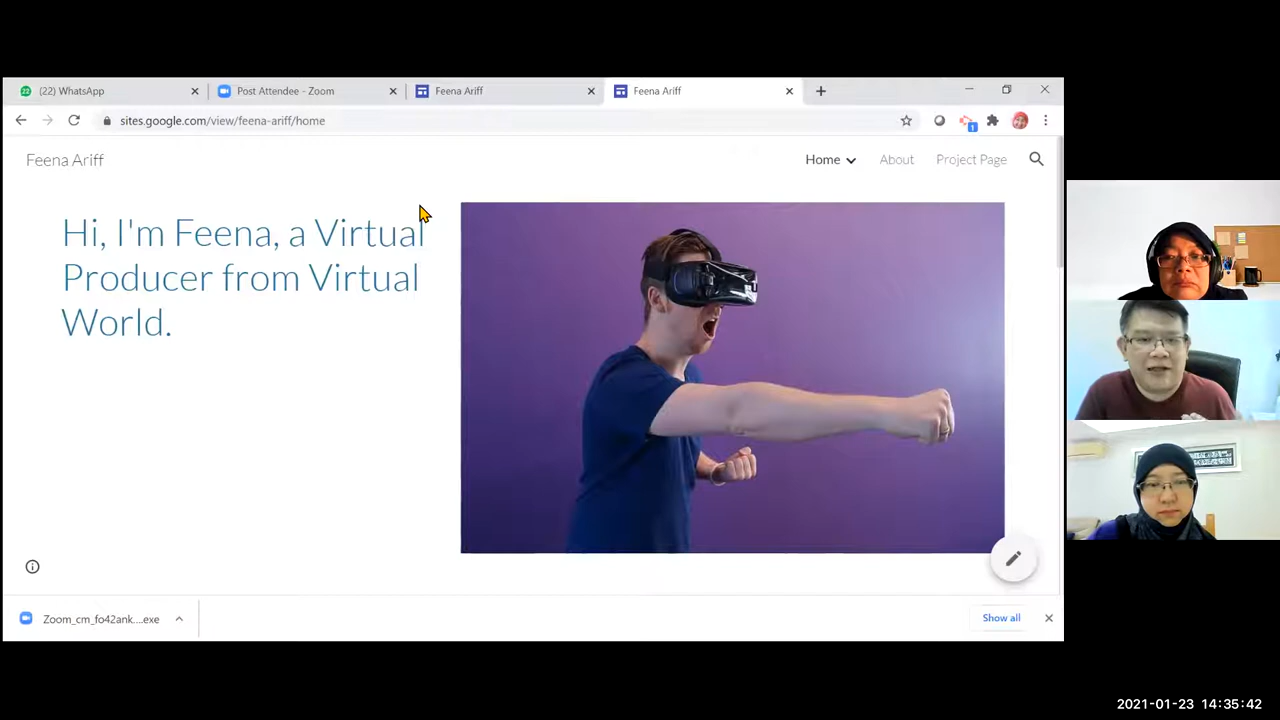 (22) WhatsApp
Post Attendee - Zoom
Feena Ariff
Feena Ariff
sites.google.com/view/feena-ariff/home
1
Feena Ariff
Home
About
Project Page
Hi, I'm Feena, a Virtual
Producer from Virtual
World.
Zoom_cm_fo42ank....exe
Show all
2021-01-23 14:35:42